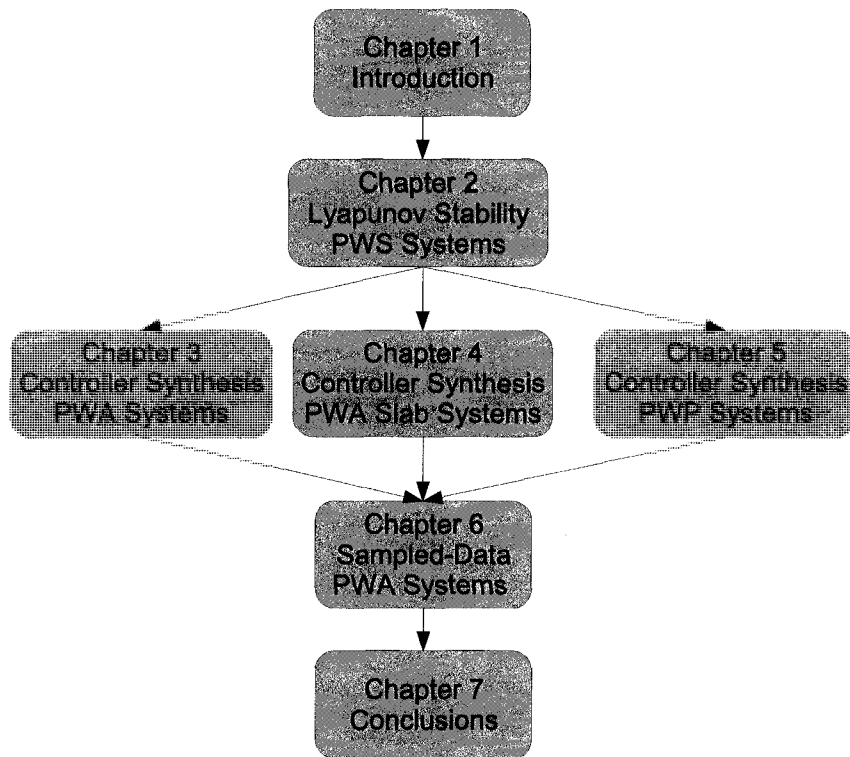 Chapter 1
Introduction
Chapter 2
Lyapunov Stability
PWS Systems
Chapter 3
Controller Synthesis
PWA Systems
Chapter 4
Controller Synthesis
PWA Slab Systems
Chapter 5
Controller Synthesis
PWP Systems
Chapter 6
Sampled-Data
PWA Systems
Chapter 7
Conclusions